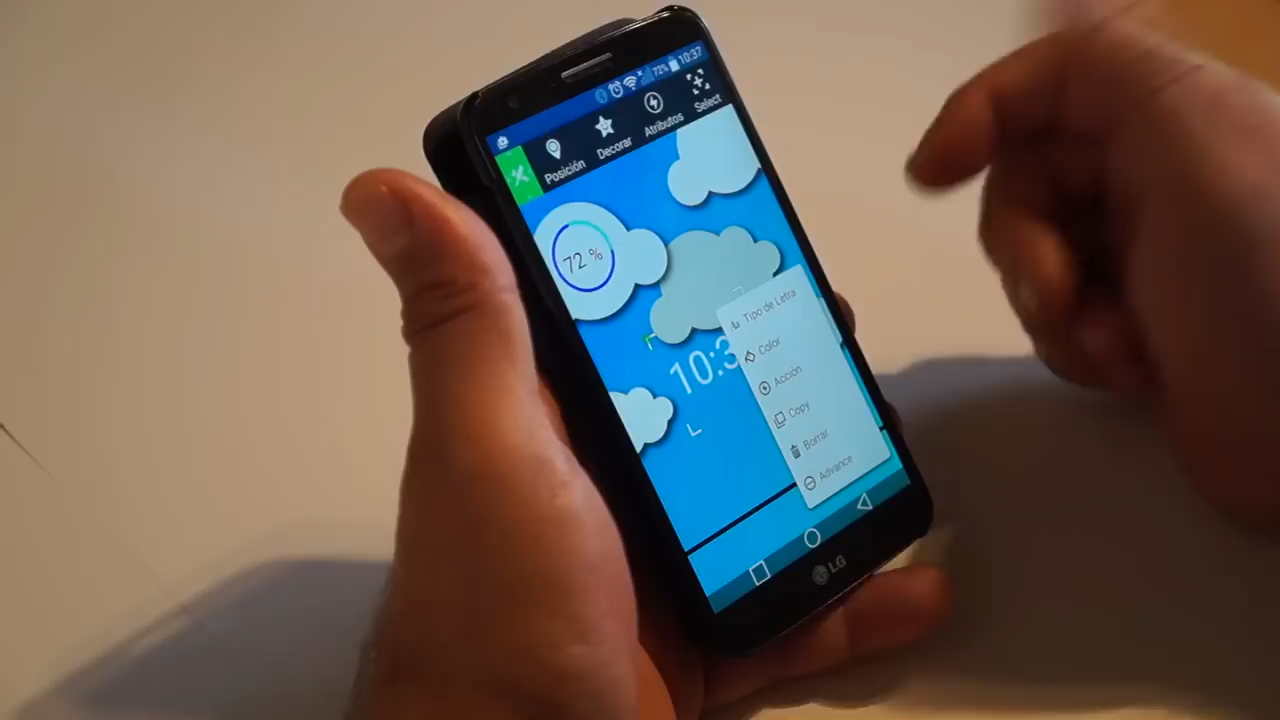 72% 10:37
Posición
Decorar
Atributos
Select
72 %
10:3
Tipo de Letra
Color
Acción
Copy
Borrar
Advance
LG